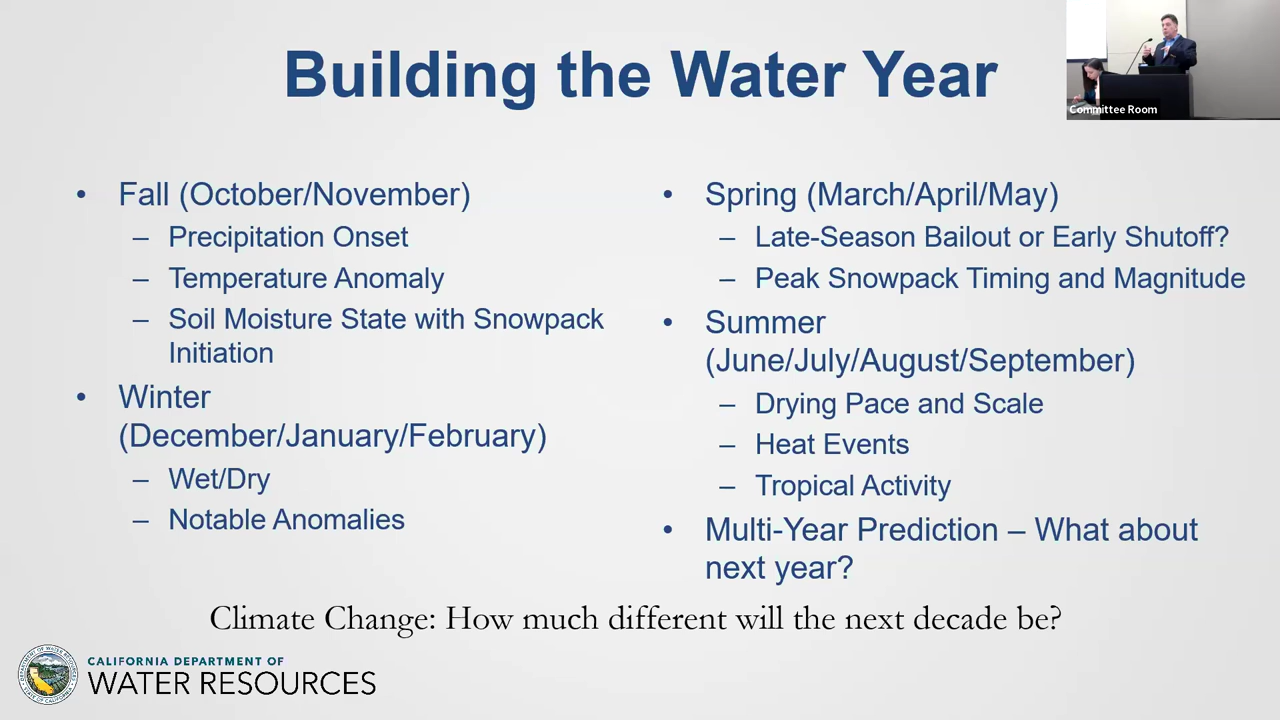 Building the Water Year
Committee Room
• Fall (October/November)
– Precipitation Onset
– Temperature Anomaly
– Soil Moisture State with Snowpack
Initiation
• Winter
(December/January/February)
– Wet/Dry
– Notable Anomalies
• Spring (March/April/May)
– Late-Season Bailout or Early Shutoff?
– Peak Snowpack Timing and Magnitude
• Summer
(June/July/August/September)
– Drying Pace and Scale
– Heat Events
– Tropical Activity
• Multi-Year Prediction – What about
next year?
Climate Change: How much different will the next decade be?
CALIFORNIA DEPARTMENT OF
WATER RESOURCES